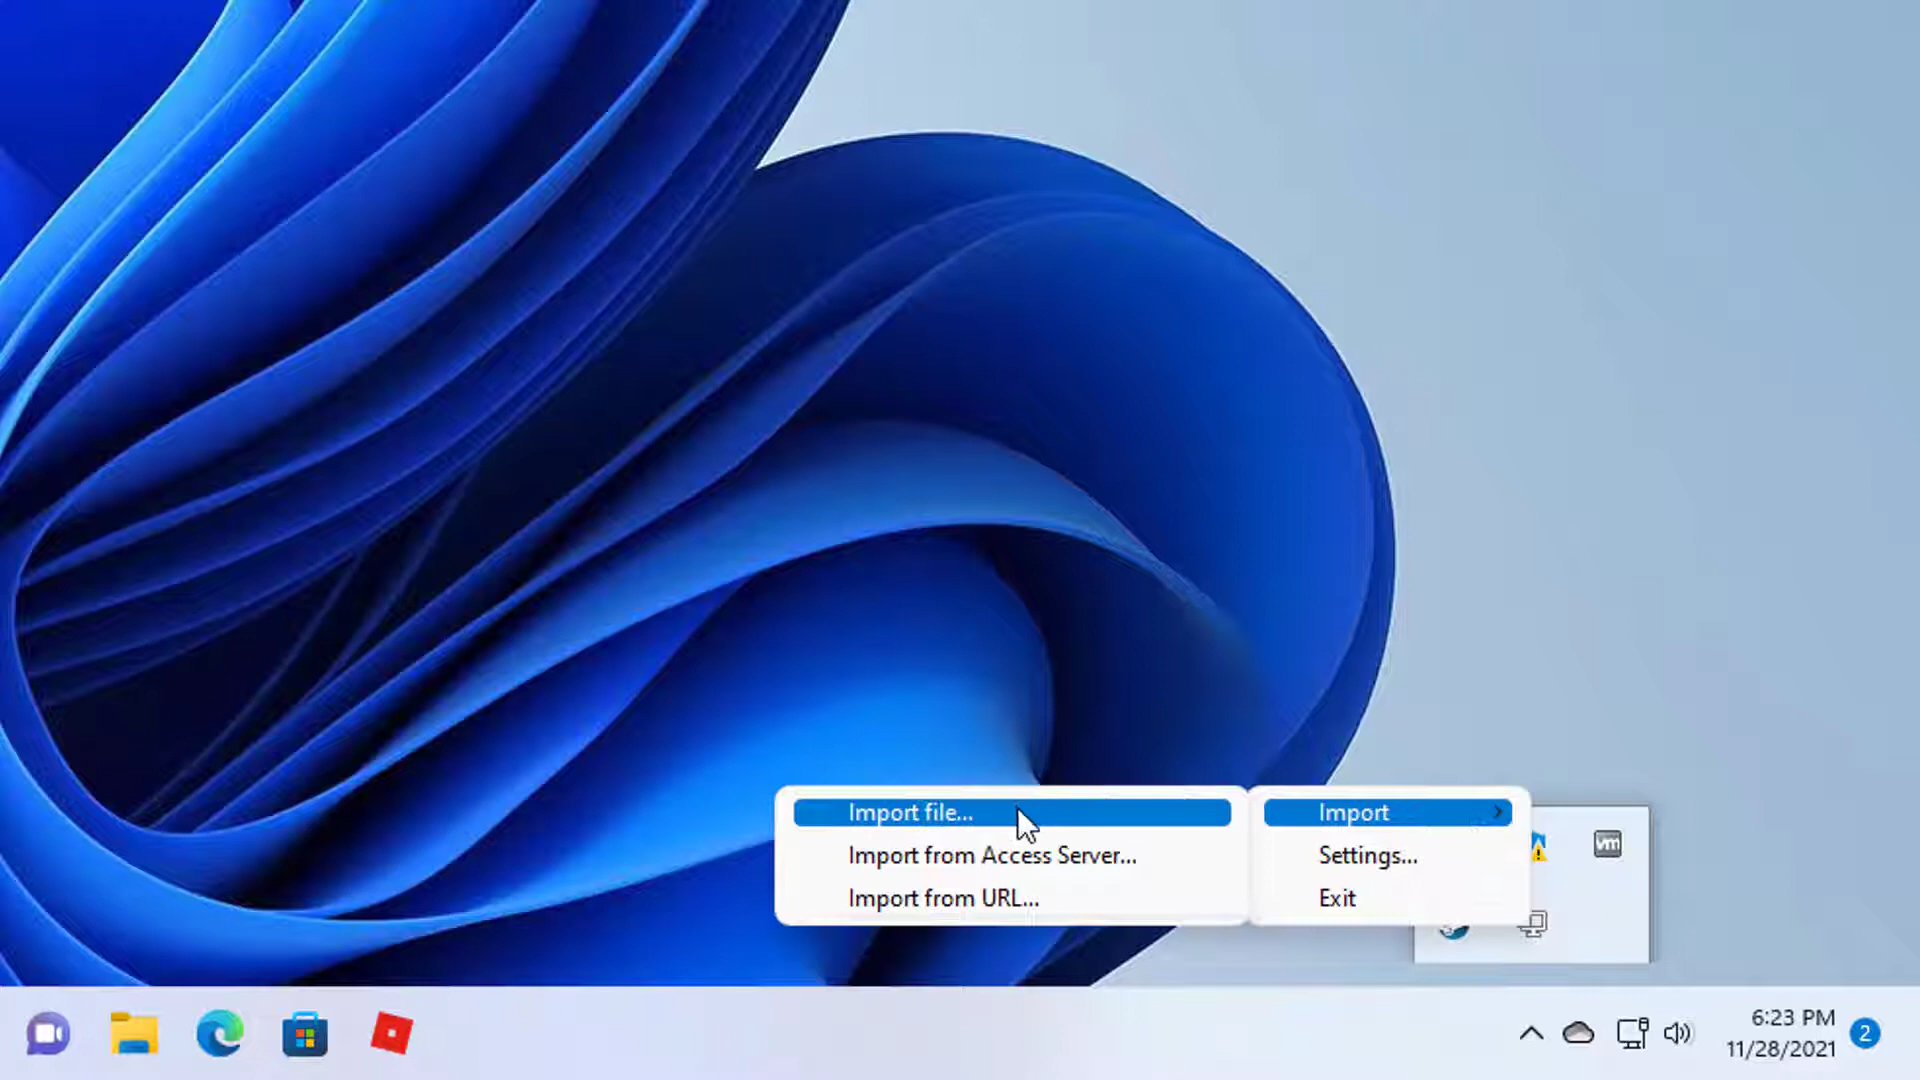 Import file...
Import from Access Server...
Import from URL...
Import
Settings...
Exit
vm
6:23 PM
11/28/2021
2